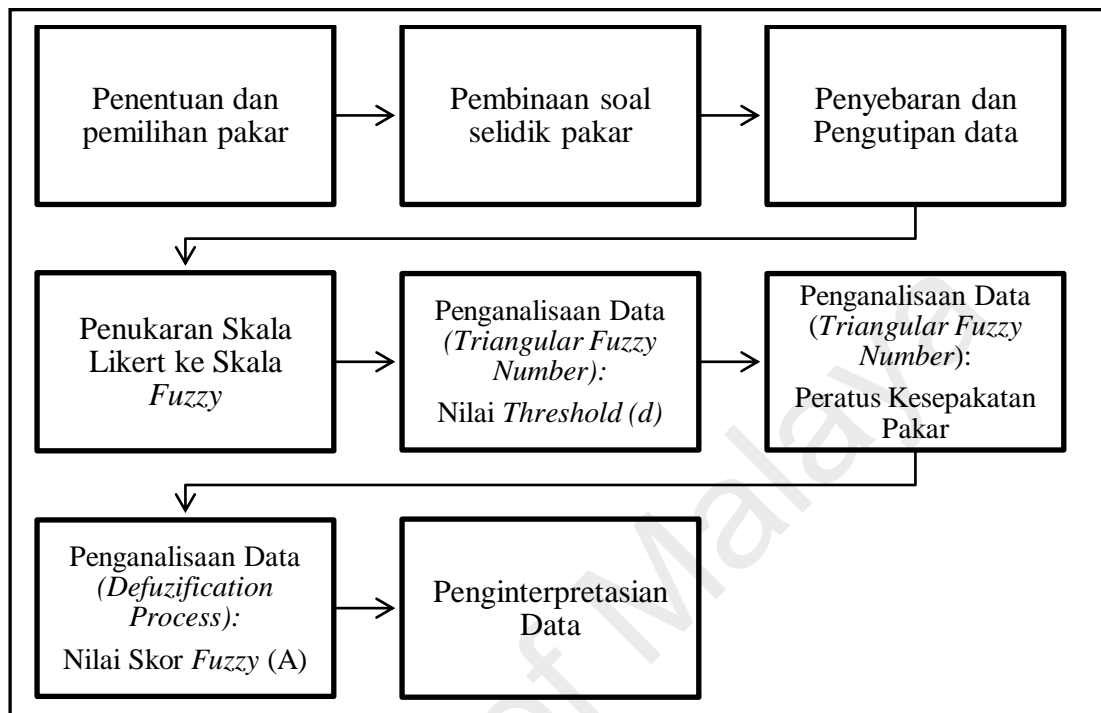 Penentuan dan
pemilihan pakar
Pembinaan soal
selidik pakar
Penyebaran dan
Pengutipan data
Penukaran Skala
Likert ke Skala
Fuzzy
Penganalisaan Data
(Triangular Fuzzy
Number):
Nilai Threshold (d)
Penganalisaan Data
(Triangular Fuzzy
Number):
Peratus Kesepakatan
Pakar
Penganalisaan Data
(Defuzification
Process):
Nilai Skor Fuzzy (A)
Penginterpretasian
Data
of Malaya